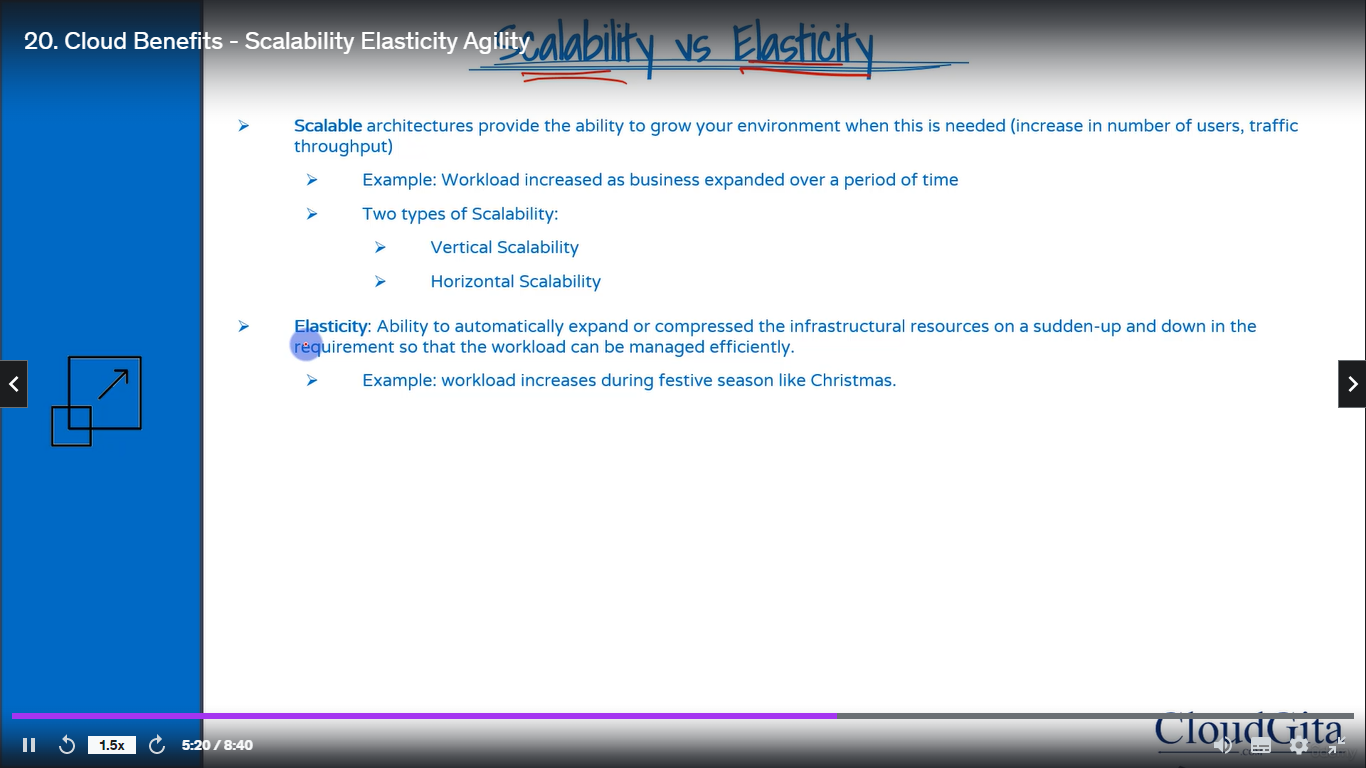 20. Cloud Benefits - Scalability Elasticity Agility
Scalability vs Elasticity
Scalable architectures provide the ability to grow your environment when this is needed (increase in number of users, traffic
throughput)
Example: Workload increased as business expanded over a period of time
Two types of Scalability:
Vertical Scalability
Horizontal Scalability
Elasticity: Ability to automatically expand or compressed the infrastructural resources on a sudden-up and down in the
requirement so that the workload can be managed efficiently.
Example: workload increases during festive season like Christmas.
CloudGita
1.5x
5:20 / 8:40